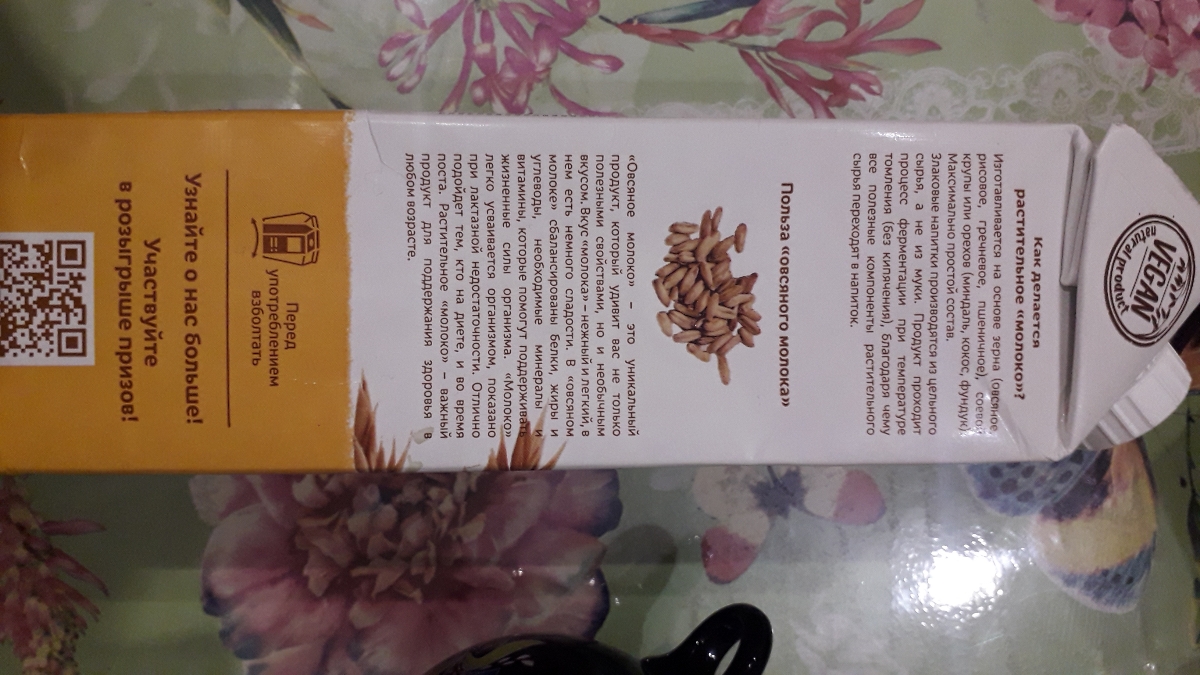 natural product
VEGAN
Как делается
растительное «молоко»?
Изготавливается на основе зерна (овсяное,
рисовое, гречневое, пшеничное), соевой
крупы или орехов (миндаль, кокос, фундук).
Максимально простой состав.
Злаковые напитки производятся из цельного
сырья, а не из муки. Продукт проходит
процесс ферментации при температуре
томления (без кипячения), благодаря чему
все полезные компоненты растительного
сырья переходят в напиток.
Польза «овсяного молока»
«Овсяное молоко» – это уникальный
продукт, который удивит вас не только
полезными свойствами, но и необычным
вкусом. Вкус «молока» – нежный и легкий, в
нем есть немного сладости. В «овсяном
молоке» сбалансированы белки, жиры и
углеводы, необходимые минералы и
витамины, которые помогут поддерживать
жизненные силы организма. «Молоко»
легко усваивается организмом, показано
при лактазной недостаточности. Отлично
подойдет тем, кто на диете, и во время
поста. Растительное «молоко» – важный
продукт для поддержания здоровья в
любом возрасте.
Перед
употреблением
взболтать
Узнайте о нас больше!
Участвуйте
в розыгрыше призов!